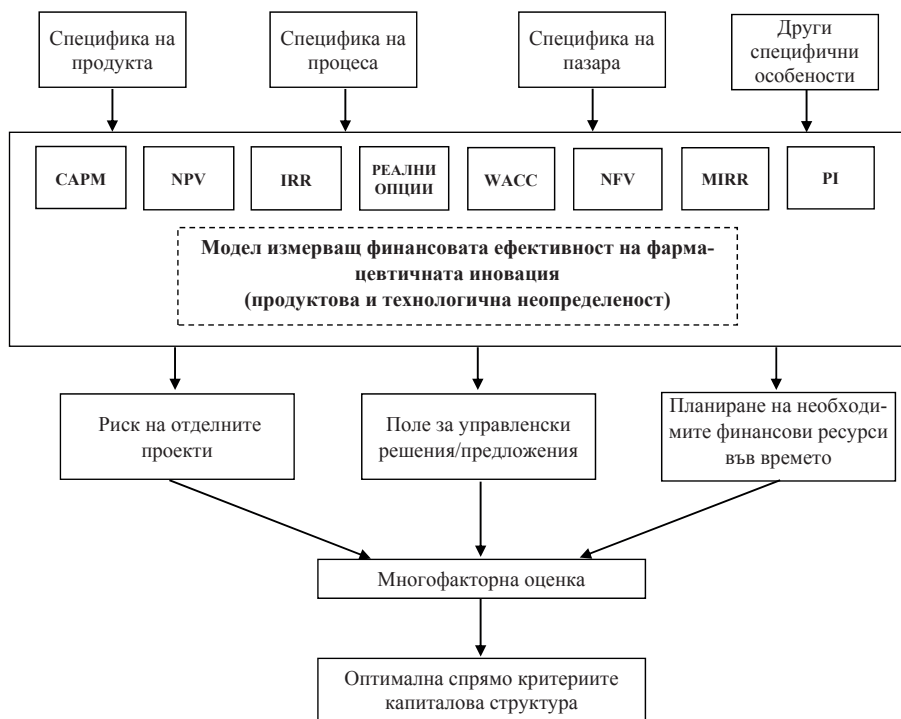 Специфика на
продукта
Специфика на
процеса
Специфика на
пазара
Други
специфични
особености
CAPM
NPV
IRR
РЕАЛНИ
ОПЦИИ
WACC
NFV
MIRR
PI
Модел измерващ финансовата ефективност на фарма-
цевтичната иновация
(продуктова и технологична неопределеност)
Риск на отделните
проекти
Поле за управленски
решения/предложения
Планиране на необходи-
мите финансови ресурси
във времето
Многофакторна оценка
Оптимална спрямо критериите
капиталова структура